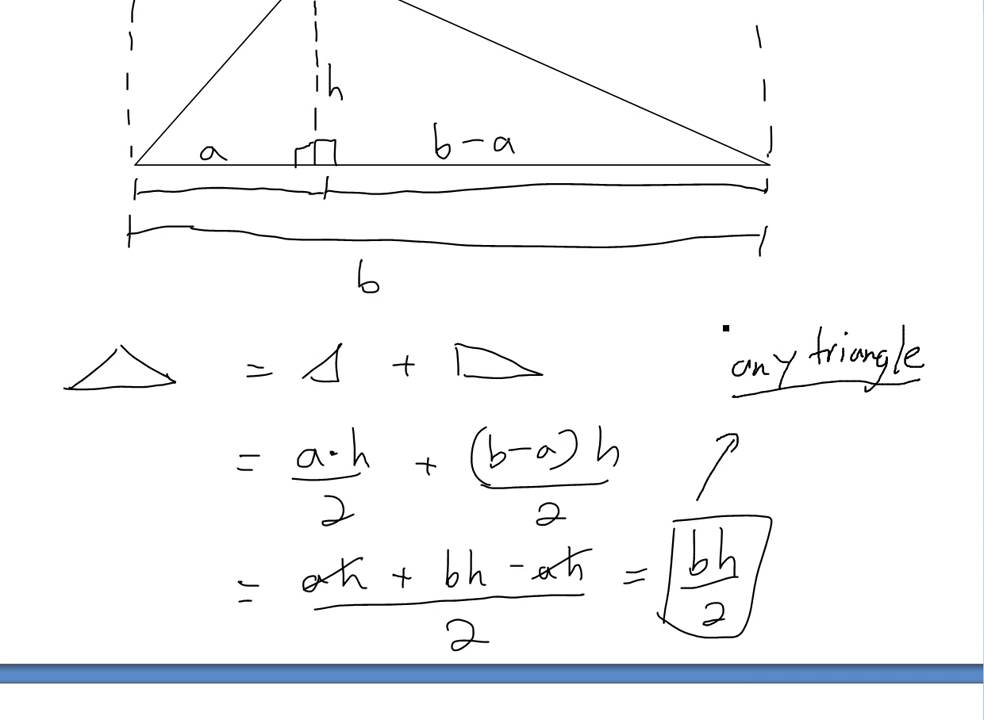 h
a b-a
b
= +
any triangle
= a·h/2 + (b-a)h/2
= ah + bh - ah/2 = bh/2